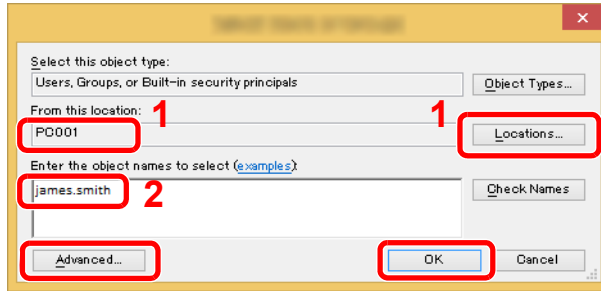 Select this object type:
Users, Groups, or Built-in security principals
Object Types...
From this location:
1
1
PC001
Locations...
Enter the object names to select (examples):
james.smith
2
Check Names
Advanced...
OK
Cancel